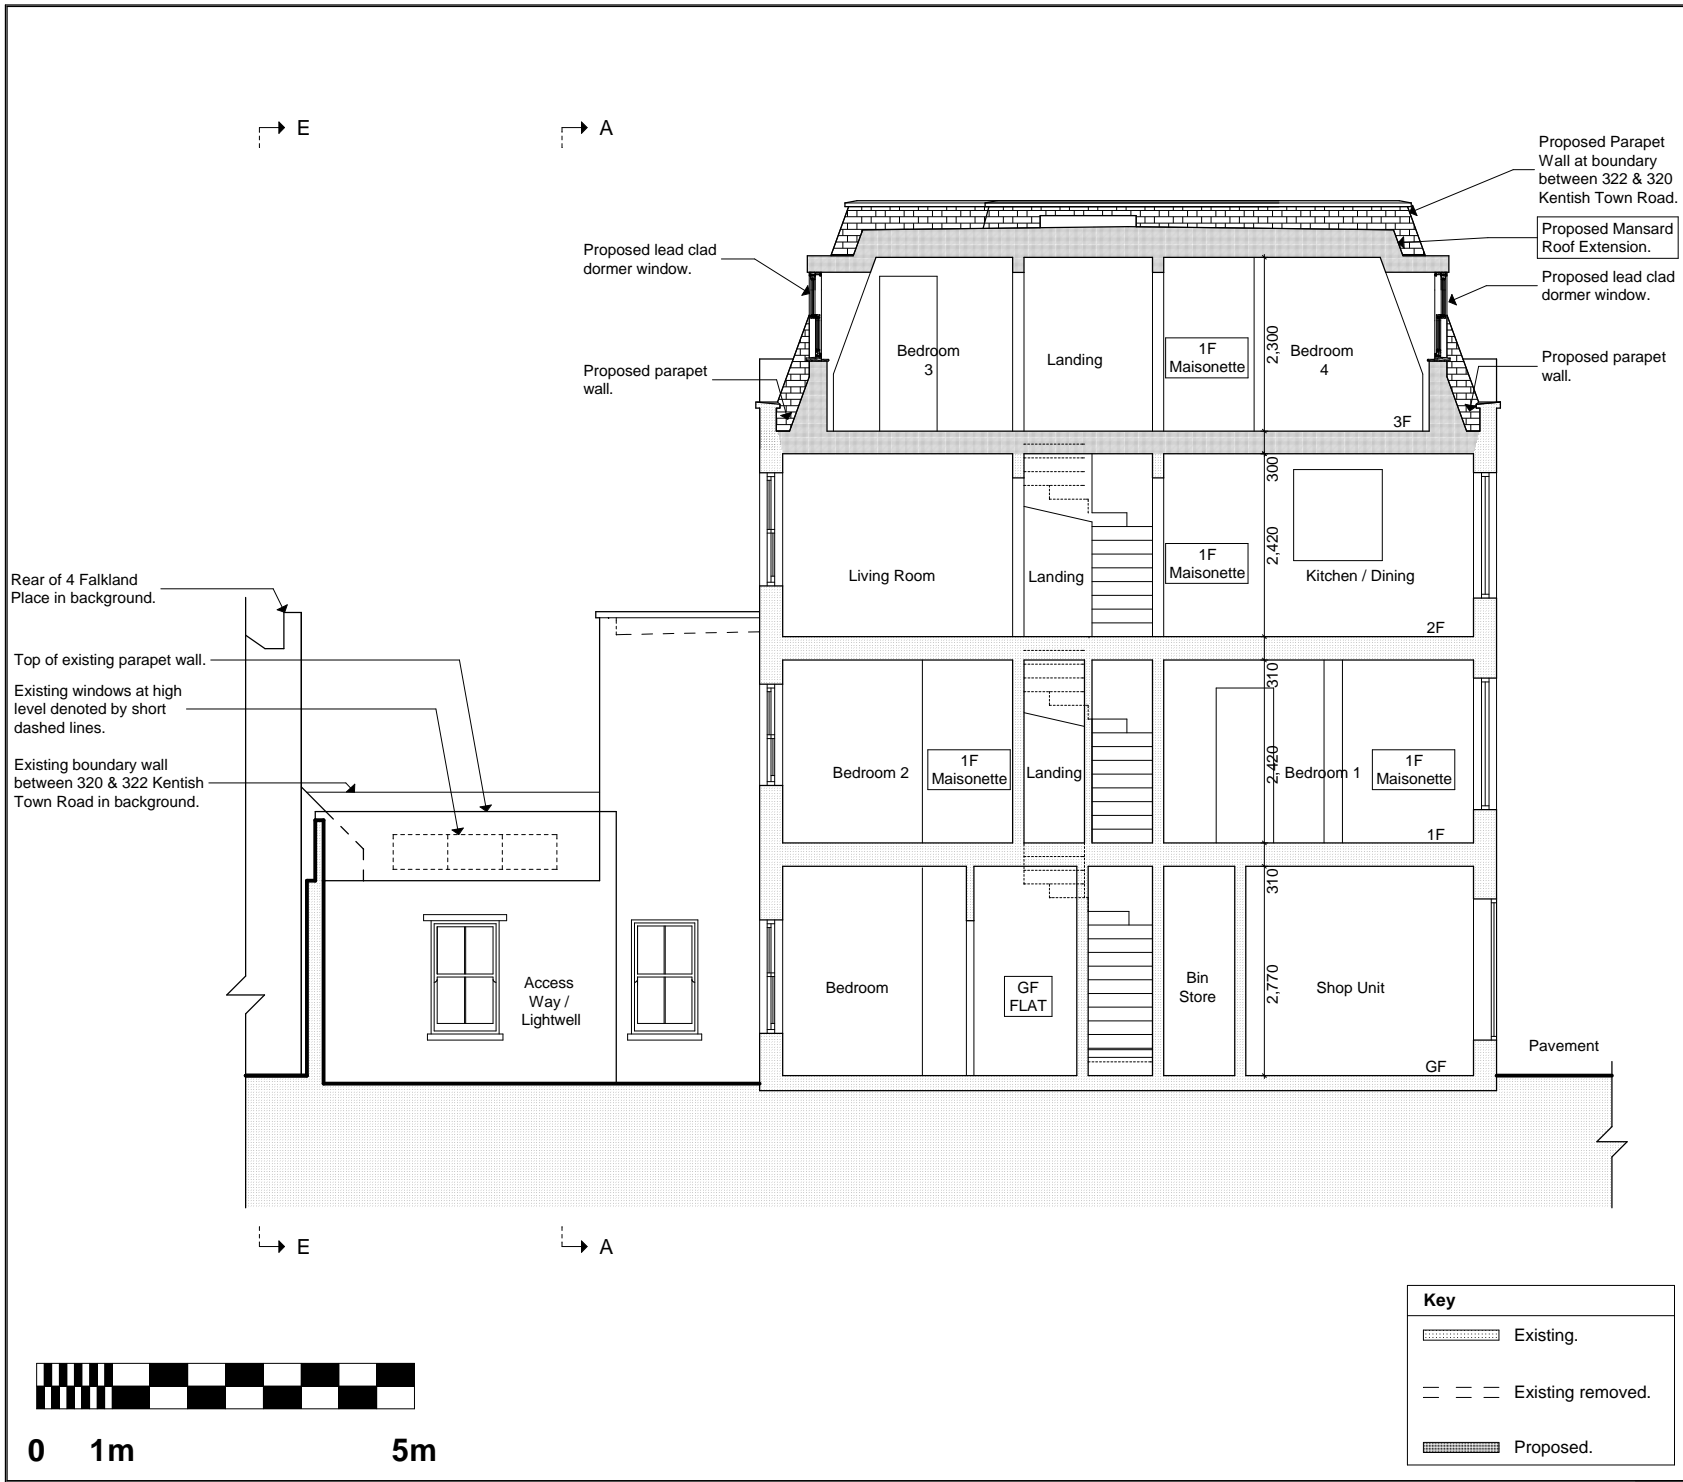 E
A
Proposed Parapet
Wall at boundary
between 322 & 320
Kentish Town Road.
Proposed Mansard
Roof Extension.
Proposed lead clad
dormer window.
Proposed lead clad
dormer window.
Bedroom
3
Landing
1F
Maisonette
2,300
Bedroom
4
Proposed parapet
wall.
Proposed parapet
wall.
3F
300
2,420
Living Room
Landing
1F
Maisonette
Kitchen / Dining
2F
Rear of 4 Falkland
Place in background.
Top of existing parapet wall.
Existing windows at high
level denoted by short
dashed lines.
Existing boundary wall
between 320 & 322 Kentish
Town Road in background.
310
2,420
Bedroom 2
1F
Maisonette
Landing
Bedroom 1
1F
Maisonette
1F
310
2,770
Access
Way /
Lightwell
Bedroom
GF
FLAT
Bin
Store
Shop Unit
GF
Pavement
E
A
Key
Existing.
Existing removed.
Proposed.
0 1m 5m